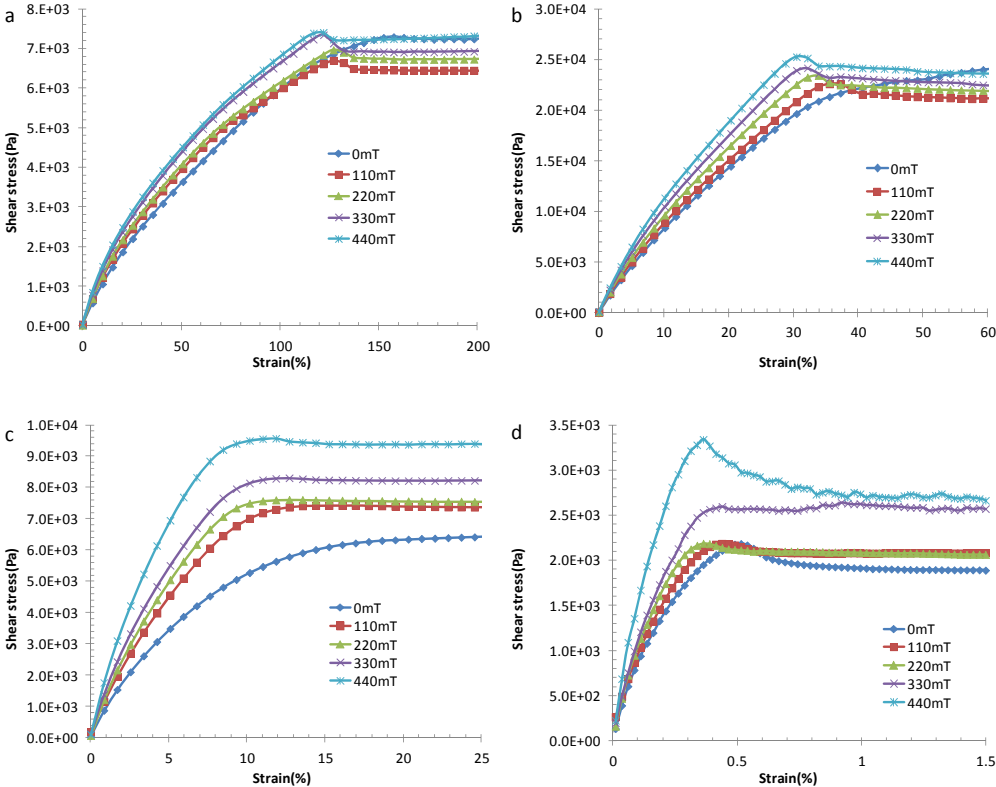 a
8.E+03
7.E+03
6.E+03
5.E+03
4.E+03
3.E+03
2.E+03
1.E+03
0.E+00
0 50 100 150 200
Shear stress(Pa)
Strain(%)
0mT
110mT
220mT
330mT
440mT
b
3.0E+04
2.5E+04
2.0E+04
1.5E+04
1.0E+04
5.0E+03
0.0E+00
0 10 20 30 40 50 60
Shear stress(Pa)
Strain(%)
0mT
110mT
220mT
330mT
440mT
c
1.0E+04
9.0E+03
8.0E+03
7.0E+03
6.0E+03
5.0E+03
4.0E+03
3.0E+03
2.0E+03
1.0E+03
0.0E+00
0 5 10 15 20 25
Shear stress(Pa)
Strain(%)
0mT
110mT
220mT
330mT
440mT
d
3.5E+03
3.0E+03
2.5E+03
2.0E+03
1.5E+03
1.0E+03
5.0E+02
0.0E+00
0 0.5 1 1.5
Shear stress(Pa)
Strain(%)
0mT
110mT
220mT
330mT
440mT